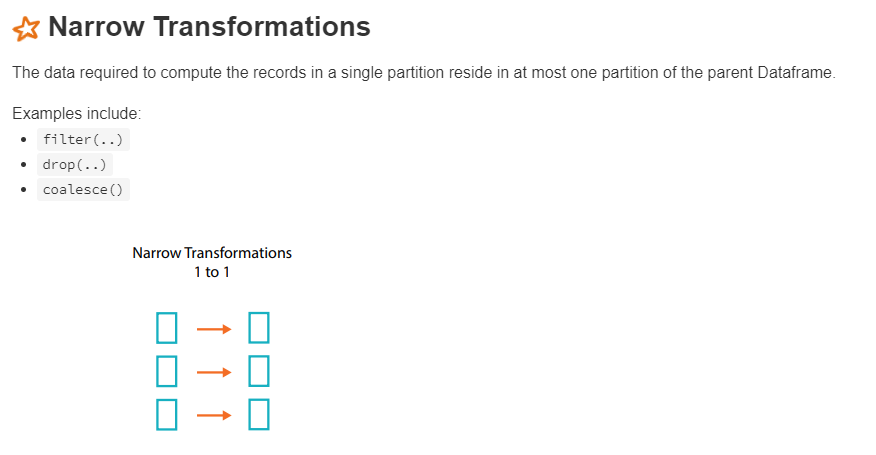 Narrow Transformations
The data required to compute the records in a single partition reside in at most one partition of the parent Dataframe.
Examples include:
filter(..)
drop(..)
coalesce()
Narrow Transformations
1 to 1